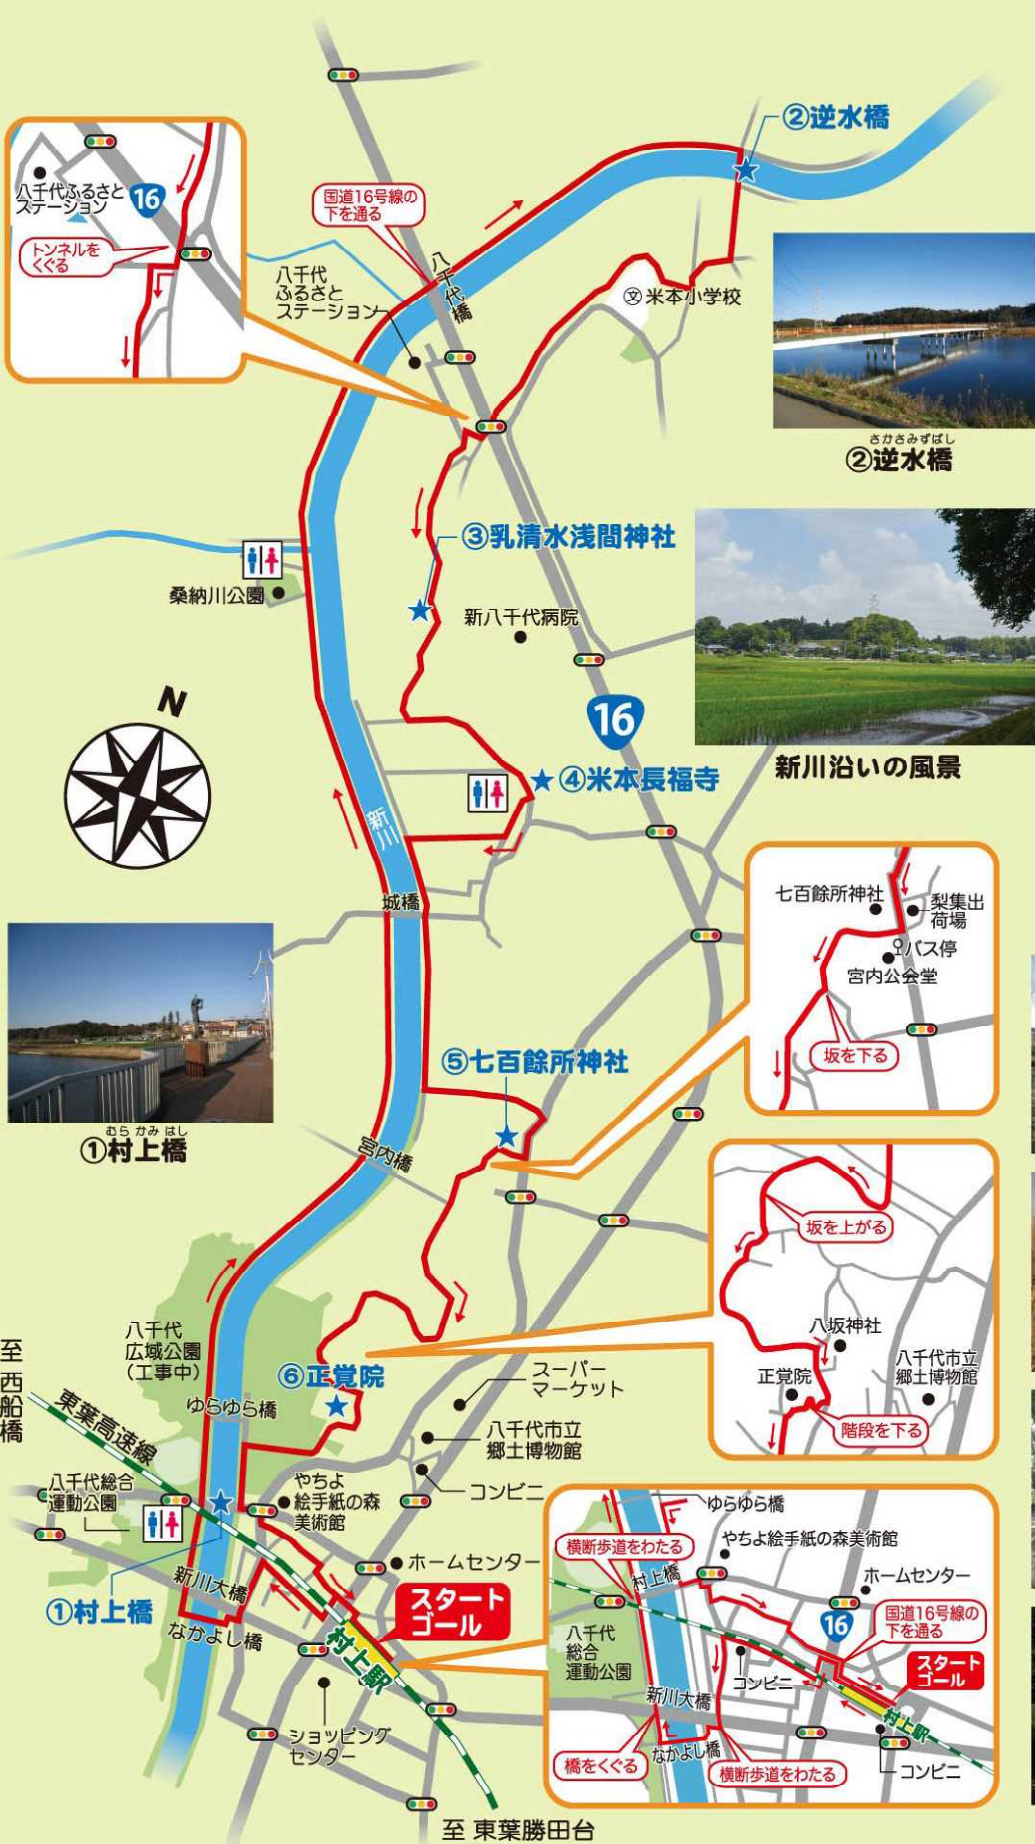 ②逆水橋
国道16号線の
下を通る
八千代橋
八千代
ふるさと
ステーション
文
米本小学校
八千代ふるさと
ステーション
16
トンネルを
くぐる
さかさみずばし
②逆水橋
③乳清水浅間神社
桑納川公園
新八千代病院
16
新川沿いの風景
N
④米本長福寺
新川
城橋
七百餘所神社
梨集出
荷場
バス停
宮内公会堂
坂を下る
むらかみはし
①村上橋
⑤七百餘所神社
宮内橋
坂を上がる
八坂神社
正覚院
八千代市立
郷土博物館
階段を下る
八千代
広域公園
(工事中)
ゆらゆら橋
⑥正覚院
スーパー
マーケット
八千代市立
郷土博物館
コンビニ
至 西船橋
東葉高速線
八千代総合
運動公園
やちよ
絵手紙の森
美術館
ホームセンター
①村上橋
新川大橋
なかよし橋
スタート
ゴール
村上駅
ショッピング
センター
至 東葉勝田台
ゆらゆら橋
横断歩道をわたる
やちよ絵手紙の森美術館
村上橋
ホームセンター
16
国道16号線の
下を通る
八千代
総合
運動公園
コンビニ
スタート
ゴール
新川大橋
村上駅
なかよし橋
橋をくぐる
横断歩道をわたる
コンビニ